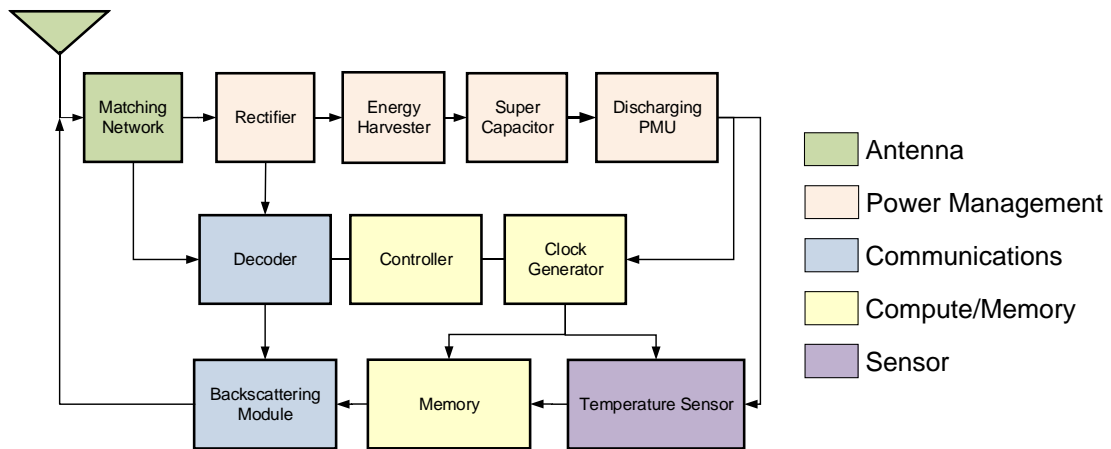 Matching
Network
Rectifier
Energy
Harvester
Super
Capacitor
Discharging
PMU
Decoder
Controller
Clock
Generator
Backscattering
Module
Memory
Temperature Sensor
Antenna
Power Management
Communications
Compute/Memory
Sensor